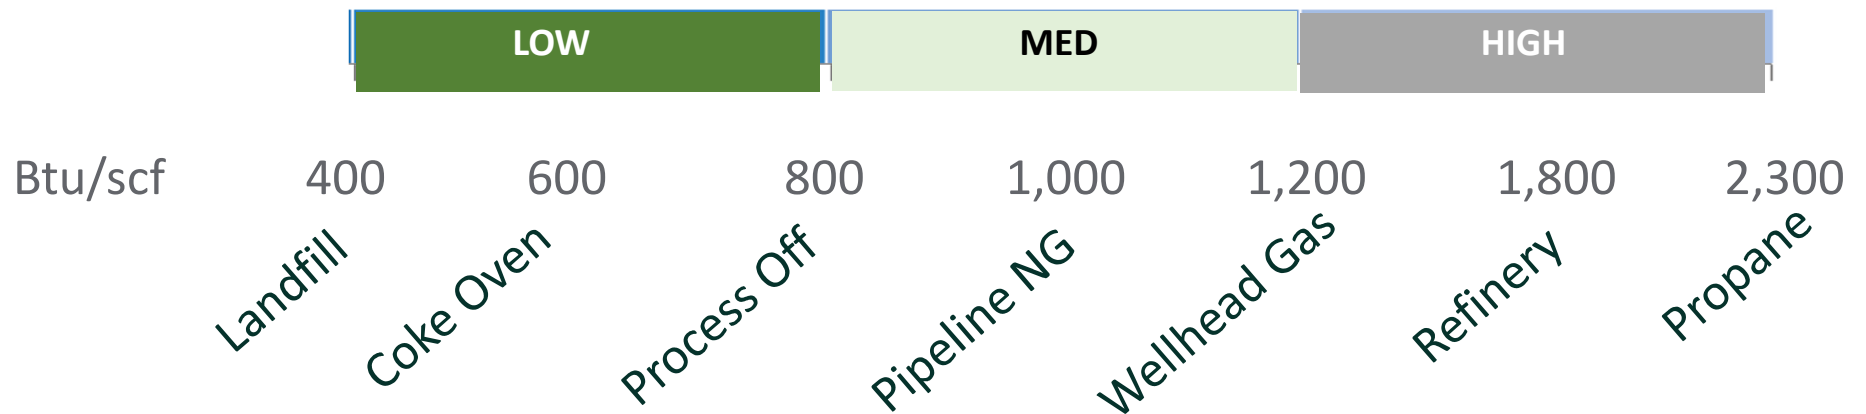 LOW MED HIGH
Btu/scf 400 600 800 1,000 1,200 1,800 2,300
Landfill
Coke Oven
Process Off
Pipeline NG
Wellhead Gas
Refinery
Propane